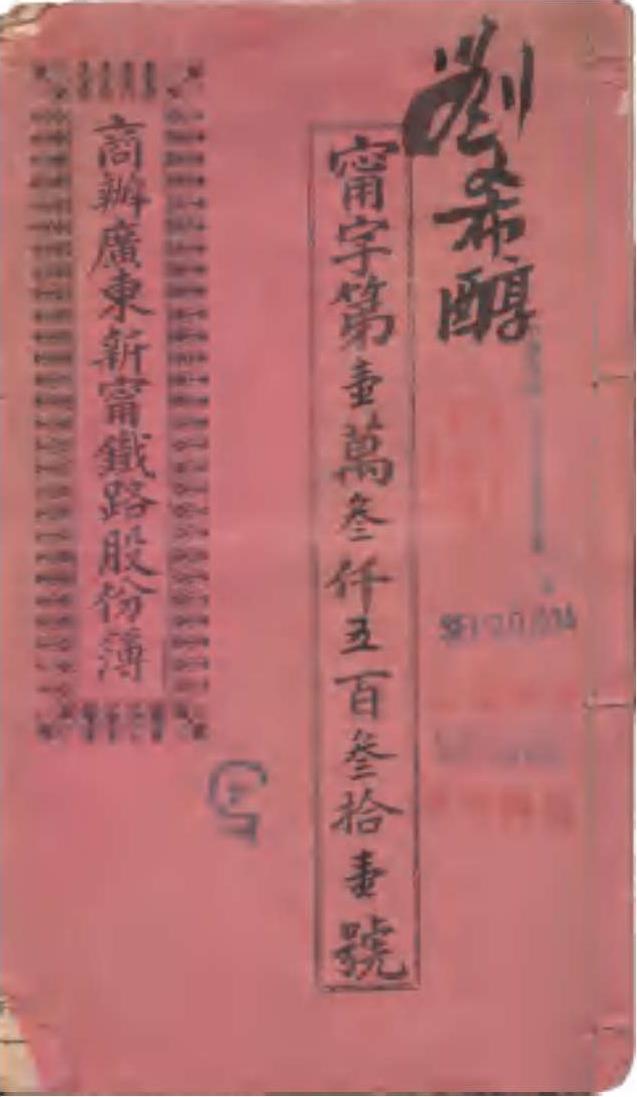 劉希醇
甯字第壹萬叁仟五百叁拾壹號
商辦廣東新甯鐵路股份簿